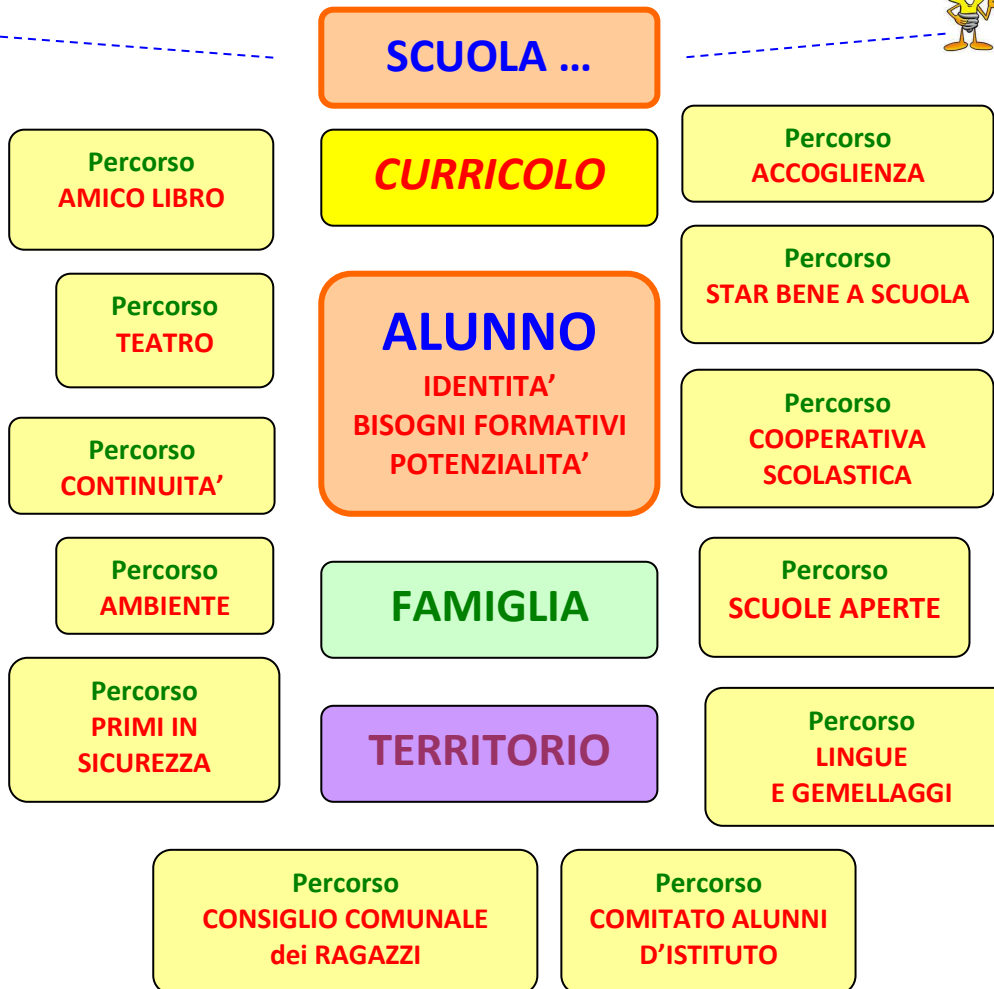 SCUOLA ...
Percorso
AMICO LIBRO
CURRICOLO
Percorso
ACCOGLIENZA
Percorso
TEATRO
ALUNNO
IDENTITA’
BISOGNI FORMATIVI
POTENZIALITA’
Percorso
STAR BENE A SCUOLA
Percorso
CONTINUITA’
Percorso
COOPERATIVA
SCOLASTICA
Percorso
AMBIENTE
FAMIGLIA
Percorso
SCUOLE APERTE
Percorso
PRIMI IN
SICUREZZA
TERRITORIO
Percorso
LINGUE
E GEMELLAGGI
Percorso
CONSIGLIO COMUNALE
dei RAGAZZI
Percorso
COMITATO ALUNNI
D'ISTITUTO